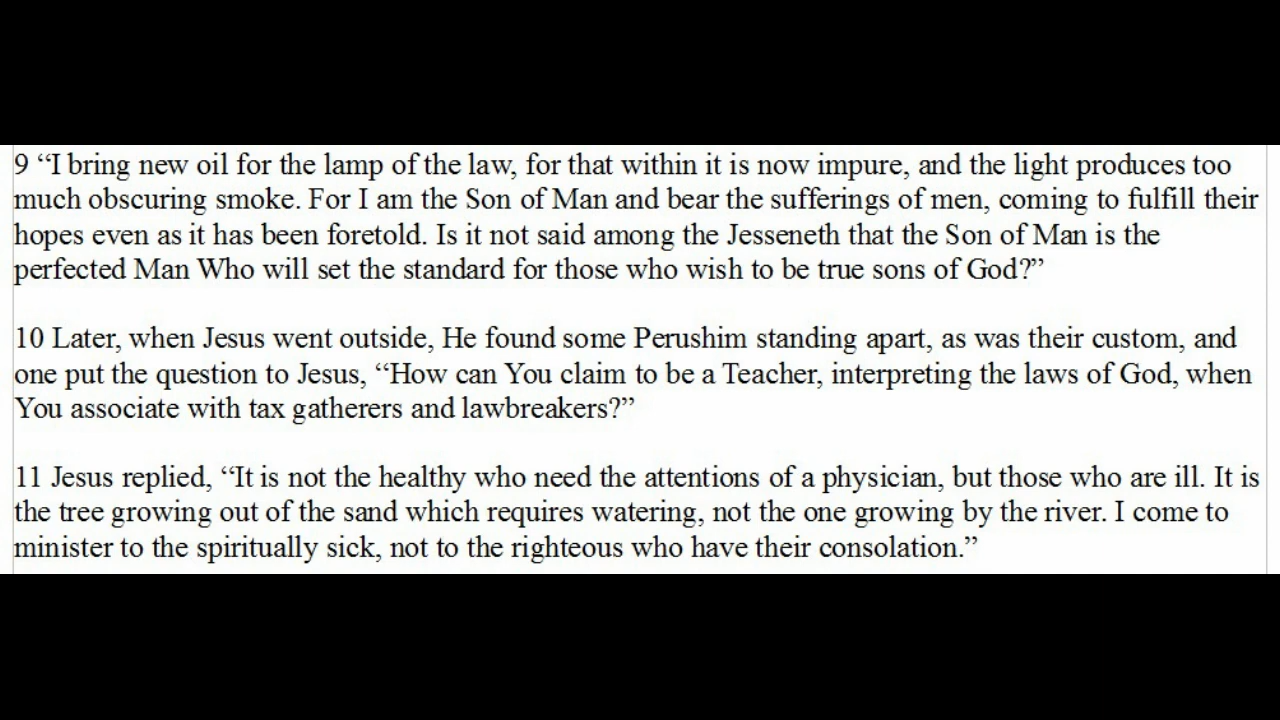 9 “I bring new oil for the lamp of the law, for that within it is now impure, and the light produces too
much obscuring smoke. For I am the Son of Man and bear the sufferings of men, coming to fulfill their
hopes even as it has been foretold. Is it not said among the Jesseneth that the Son of Man is the
perfected Man Who will set the standard for those who wish to be true sons of God?”
10 Later, when Jesus went outside, He found some Perushim standing apart, as was their custom, and
one put the question to Jesus, “How can You claim to be a Teacher, interpreting the laws of God, when
You associate with tax gatherers and lawbreakers?”
11 Jesus replied, “It is not the healthy who need the attentions of a physician, but those who are ill. It is
the tree growing out of the sand which requires watering, not the one growing by the river. I come to
minister to the spiritually sick, not to the righteous who have their consolation.”